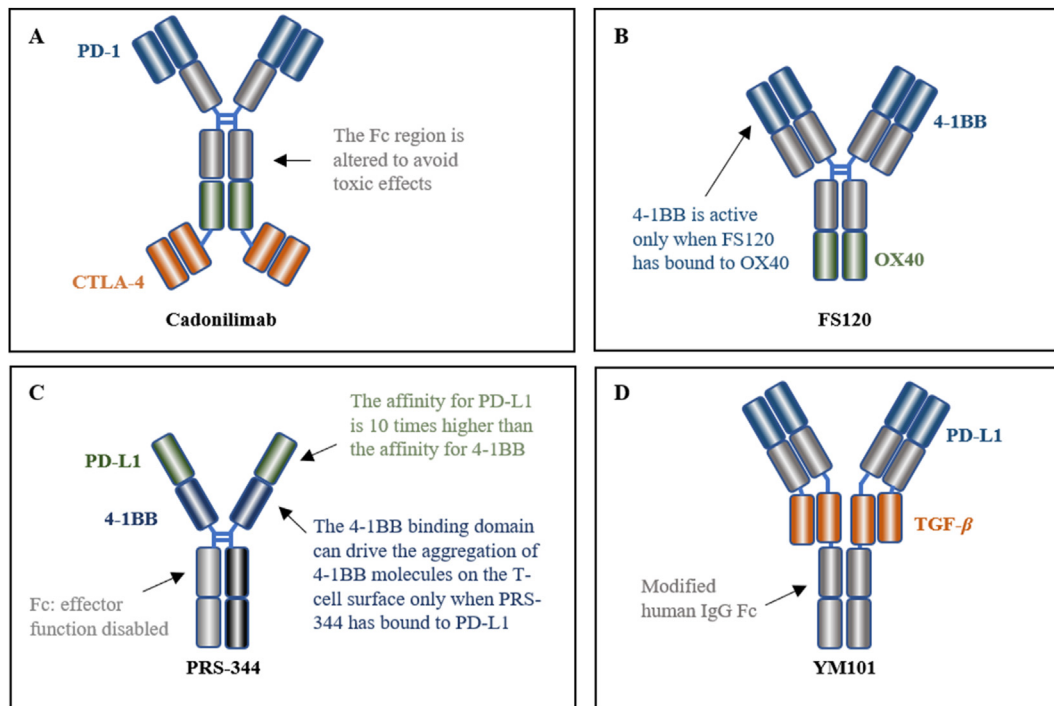 A
PD-1
The Fc region is
altered to avoid
toxic effects
CTLA-4
Cadonilimab
B
4-1BB
4-1BB is active
only when FS120
has bound to OX40
OX40
FS120
C
The affinity for PD-L1
is 10 times higher than
the affinity for 4-1BB
PD-L1
4-1BB
The 4-1BB binding domain
can drive the aggregation of
4-1BB molecules on the T-
cell surface only when PRS-
344 has bound to PD-L1
Fc: effector
function disabled
PRS-344
D
PD-L1
TGF-β
Modified
human IgG Fc
YM101